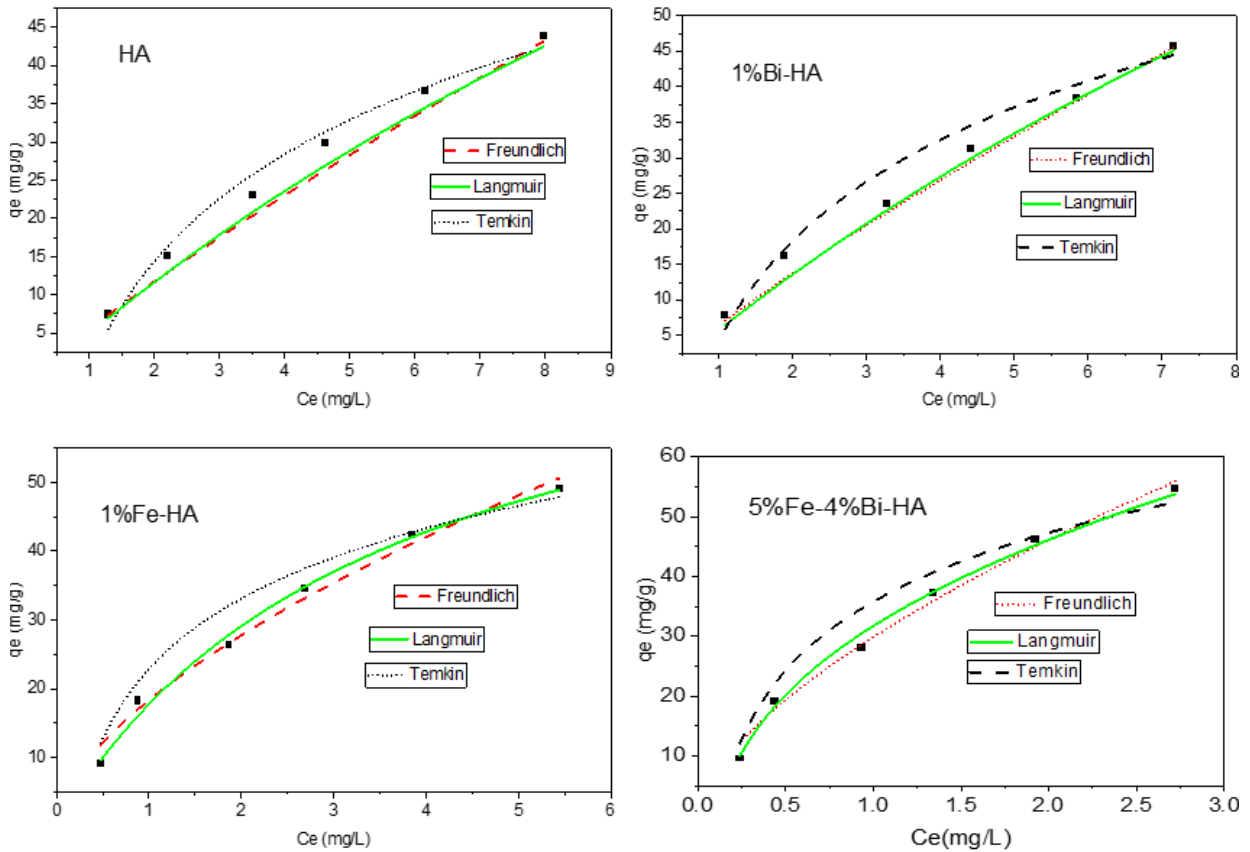 HA
Freundlich
Langmuir
Temkin
qe (mg/g)
45
40
35
30
25
20
15
10
5
1 2 3 4 5 6 7 8 9
Ce (mg/L)
1%Bi-HA
Freundlich
Langmuir
Temkin
qe (mg/g)
50
45
40
35
30
25
20
15
10
5
1 2 3 4 5 6 7 8
Ce (mg/L)
1%Fe-HA
Freundlich
Langmuir
Temkin
qe (mg/g)
50
40
30
20
10
0 1 2 3 4 5 6
Ce (mg/L)
5%Fe-4%Bi-HA
Freundlich
Langmuir
Temkin
qe (mg/g)
60
50
40
30
20
10
0
0.0 0.5 1.0 1.5 2.0 2.5 3.0
Ce(mg/L)